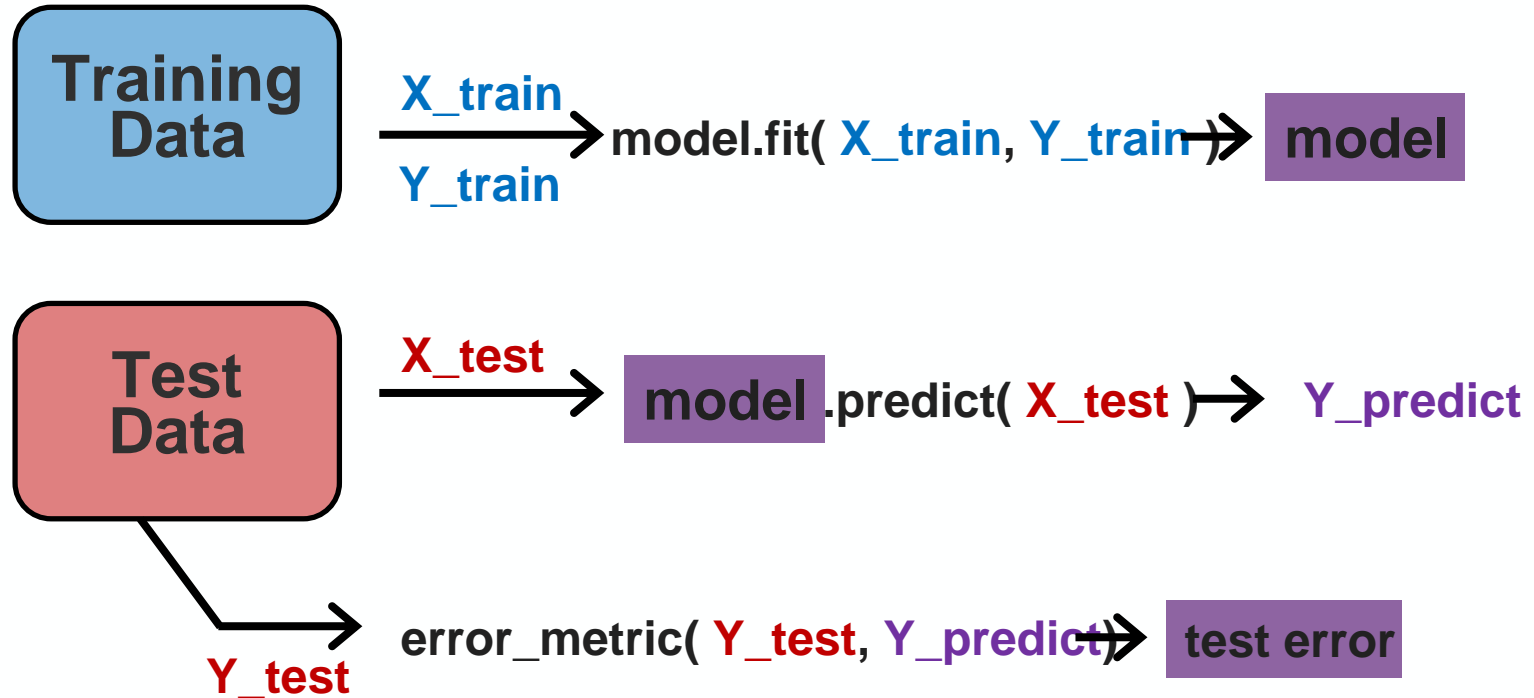 Training
Data
X_train
Y_train
model.fit( X_train, Y_train )
model
Test
Data
X_test
model .predict( X_test )
Y_predict
Y_test
error_metric( Y_test, Y_predict)
test error